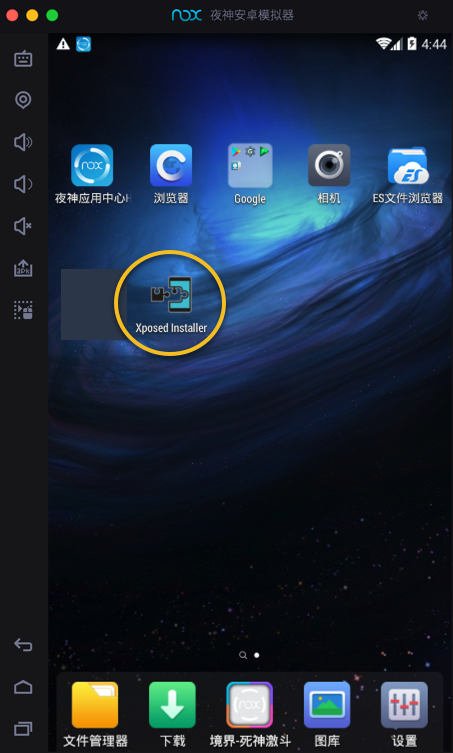 nox 夜神安卓模拟器
4:44
夜神应用中心H
浏览器
Google
相机
ES文件浏览器
Xposed Installer
文件管理器
下载
境界-死神激斗
图库
设置